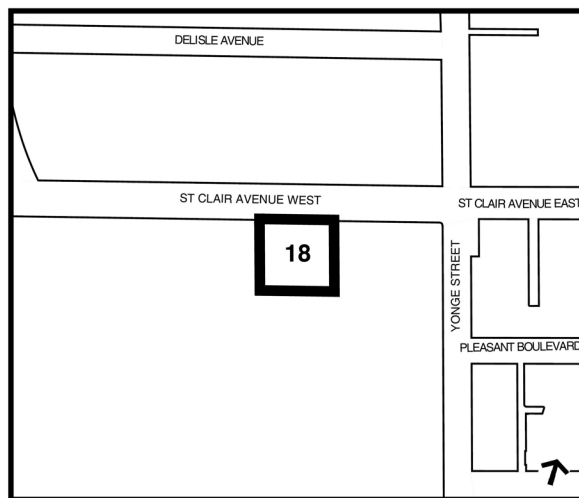 DELISLE AVENUE
ST CLAIR AVENUE WEST
ST CLAIR AVENUE EAST
18
YONGE STREET
PLEASANT BOULEVARD